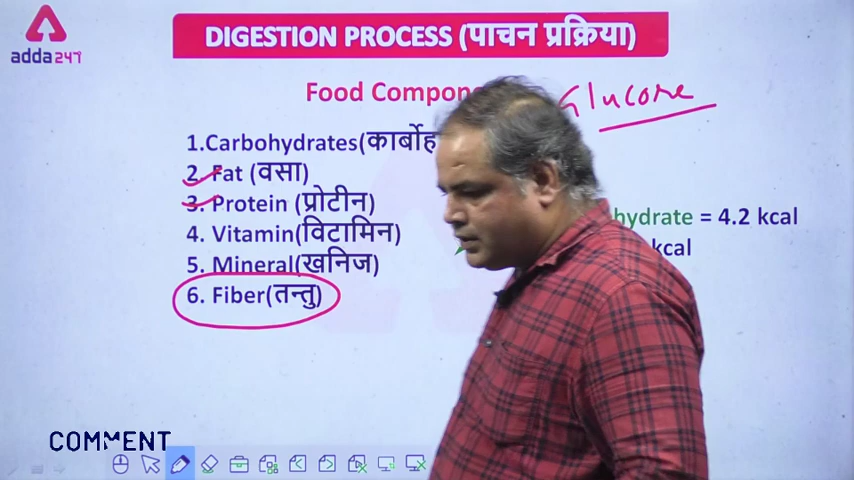 adda247
DIGESTION PROCESS (पाचन प्रक्रिया)
Food
Glucose
1.Carbohydrates(
2. Fat (वसा)
3. Protein (प्रोटीन)
hydrate = 4.2 kcal
4. Vitamin(विटामिन)
kcal
5. Mineral(खनिज)
6. Fiber(तन्तु)
COMMENT